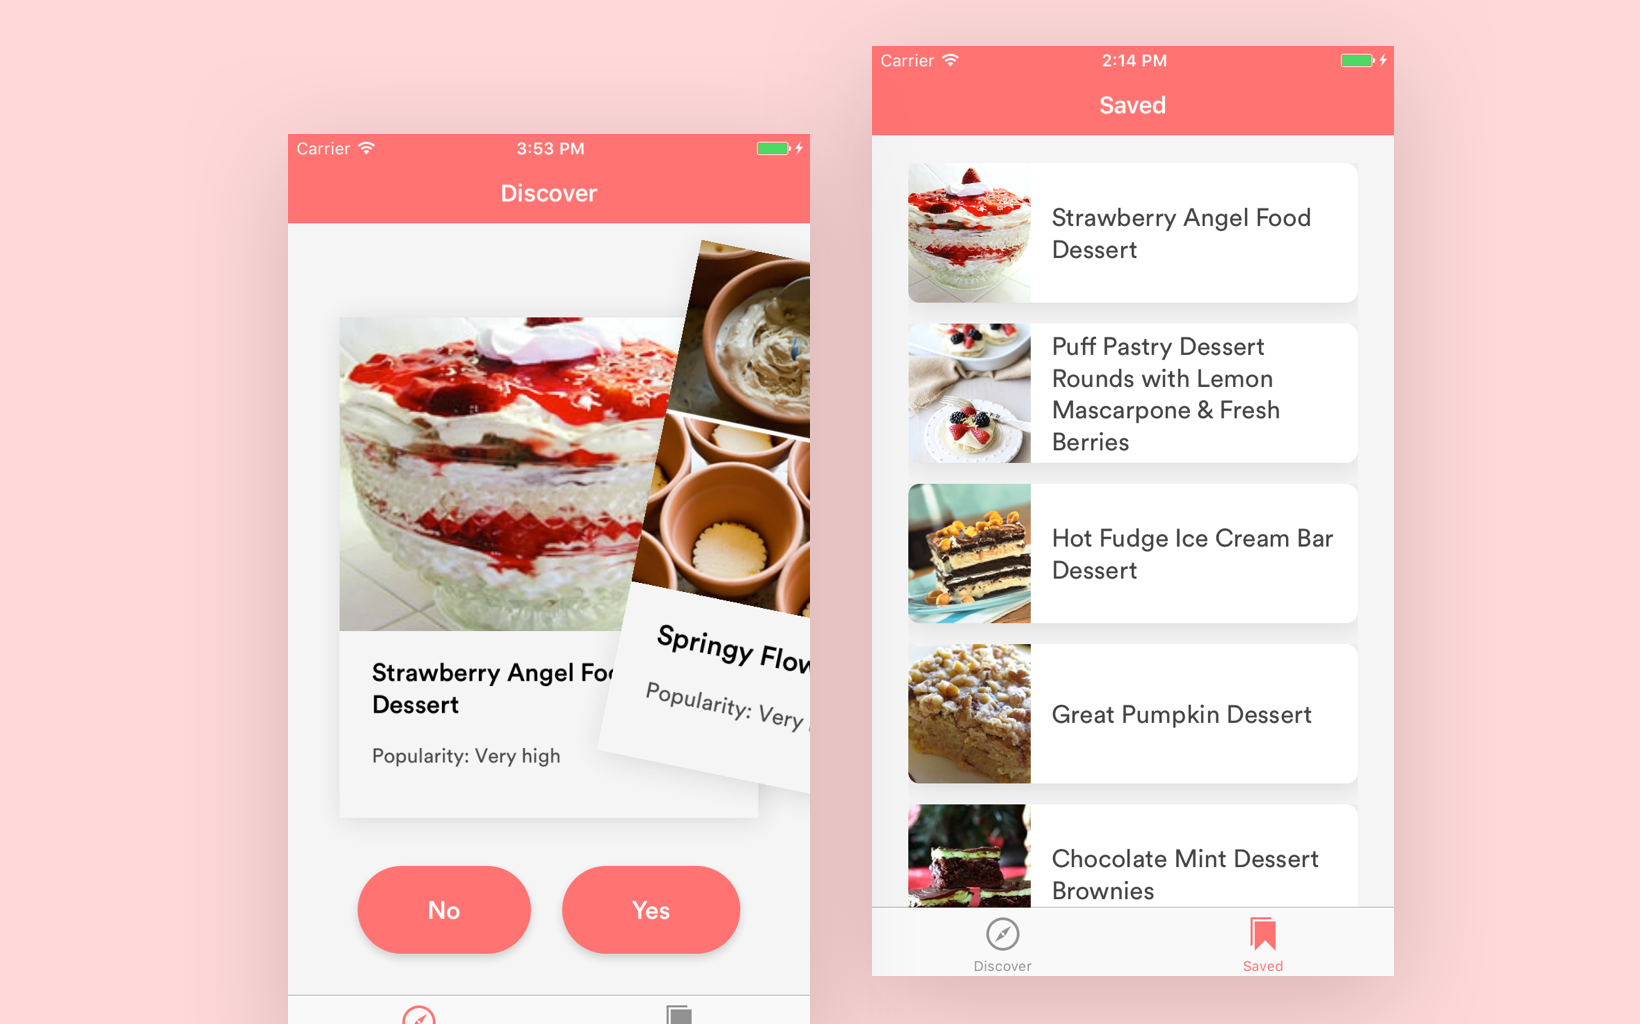 Carrier
3:53 PM
Discover
Strawberry Angel
Dessert
Popularity: Very high
Springy
Popularity: Very
No
Yes
Carrier
2:14 PM
Saved
Strawberry Angel Food
Dessert
Puff Pastry Dessert
Rounds with Lemon
Mascarpone & Fresh
Berries
Hot Fudge Ice Cream Bar
Dessert
Great Pumpkin Dessert
Chocolate Mint Dessert
Brownies
Discover
Saved